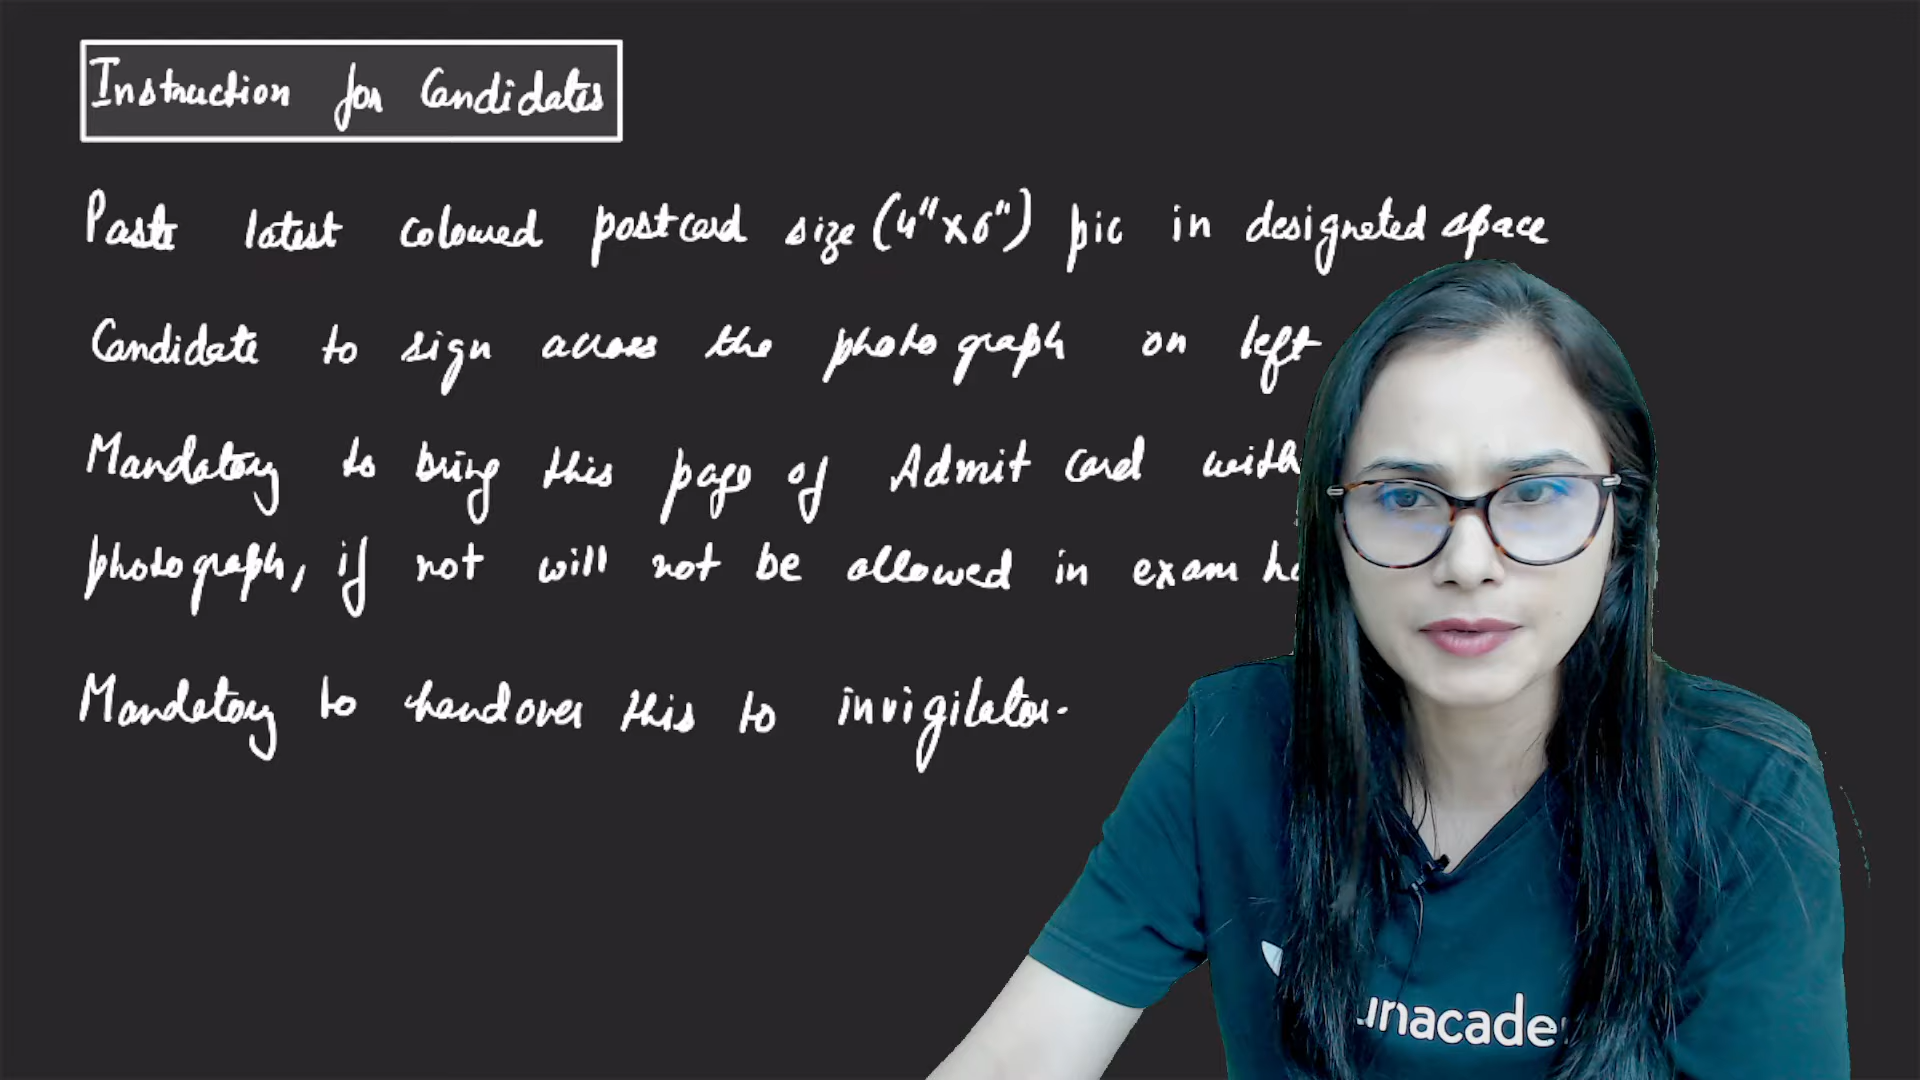 Instruction for Candidates
Paste latest coloured postcard size (4"x6") pic in designated space
Candidate to sign across the photograph on left
Mandatory to bring this page of Admit card with
photograph, if not will not be allowed in exam
Mandatory to handover this to invigilator.
unacade